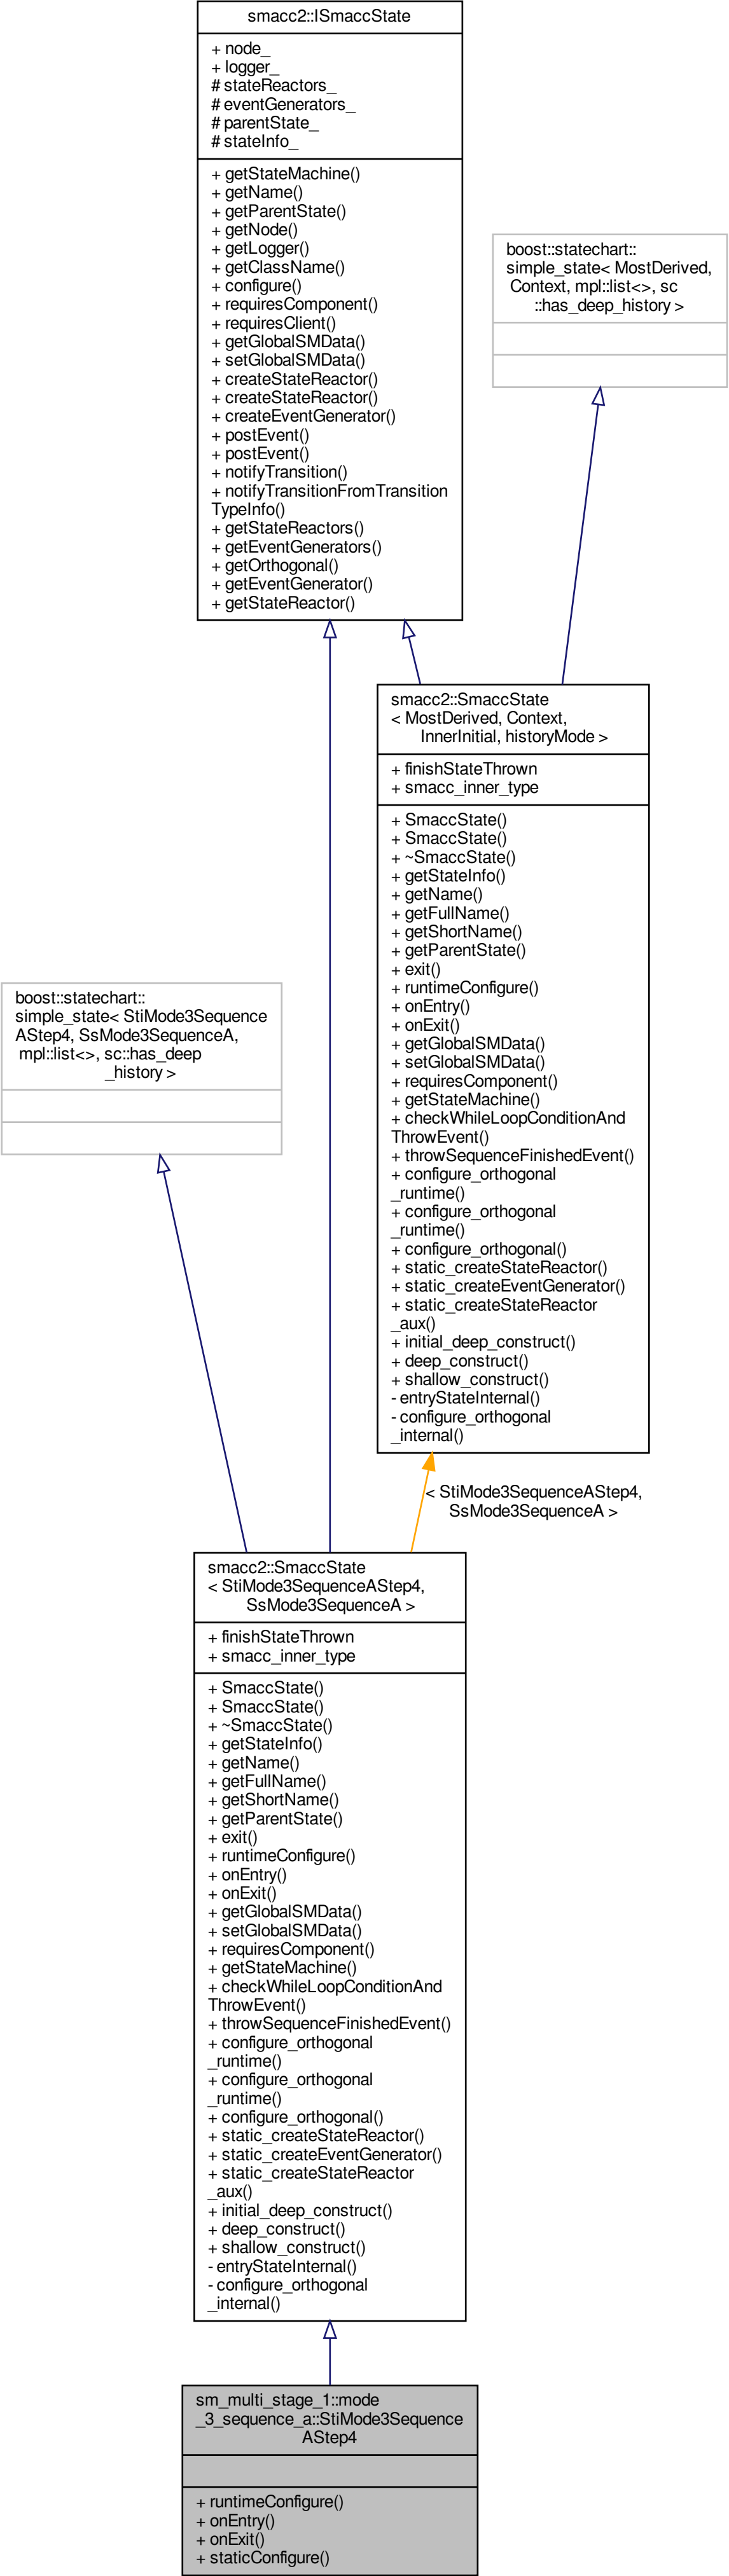 smacc2::ISmaccState
+ node_
+ logger_
# stateReactors_
# eventGenerators_
# parentState_
# stateInfo_
+ getStateMachine()
+ getName()
+ getParentState()
+ getNode()
+ getLogger()
+ getClassName()
+ configure()
+ requiresComponent()
+ requiresClient()
+ getGlobalSMData()
+ setGlobalSMData()
+ createStateReactor()
+ createStateReactor()
+ createEventGenerator()
+ postEvent()
+ postEvent()
+ notifyTransition()
+ notifyTransitionFromTransition
TypeInfo()
+ getStateReactors()
+ getEventGenerators()
+ getOrthogonal()
+ getEventGenerator()
+ getStateReactor()
boost::statechart::
simple_state< MostDerived,
Context, mpl::list<>, sc
::has_deep_history >
smacc2::SmaccState
< MostDerived, Context,
InnerInitial, historyMode >
+ finishStateThrown
+ smacc_inner_type
+ SmaccState()
+ SmaccState()
+ ~SmaccState()
+ getStateInfo()
+ getName()
+ getFullName()
+ getShortName()
+ getParentState()
+ exit()
+ runtimeConfigure()
+ onEntry()
+ onExit()
+ getGlobalSMData()
+ setGlobalSMData()
+ requiresComponent()
+ getStateMachine()
+ checkWhileLoopConditionAnd
ThrowEvent()
+ throwSequenceFinishedEvent()
+ configure_orthogonal
_runtime()
+ configure_orthogonal
_runtime()
+ configure_orthogonal()
+ static_createStateReactor()
+ static_createEventGenerator()
+ static_createStateReactor
_aux()
+ initial_deep_construct()
+ deep_construct()
+ shallow_construct()
- entryStateInternal()
- configure_orthogonal
_internal()
boost::statechart::
simple_state< StiMode3Sequence
AStep4, SsMode3SequenceA,
mpl::list<>, sc::has_deep
_history >
< StiMode3SequenceAStep4,
SsMode3SequenceA >
smacc2::SmaccState
< StiMode3SequenceAStep4,
SsMode3SequenceA >
+ finishStateThrown
+ smacc_inner_type
+ SmaccState()
+ SmaccState()
+ ~SmaccState()
+ getStateInfo()
+ getName()
+ getFullName()
+ getShortName()
+ getParentState()
+ exit()
+ runtimeConfigure()
+ onEntry()
+ onExit()
+ getGlobalSMData()
+ setGlobalSMData()
+ requiresComponent()
+ getStateMachine()
+ checkWhileLoopConditionAnd
ThrowEvent()
+ throwSequenceFinishedEvent()
+ configure_orthogonal
_runtime()
+ configure_orthogonal
_runtime()
+ configure_orthogonal()
+ static_createStateReactor()
+ static_createEventGenerator()
+ static_createStateReactor
_aux()
+ initial_deep_construct()
+ deep_construct()
+ shallow_construct()
- entryStateInternal()
- configure_orthogonal
_internal()
sm_multi_stage_1::mode
_3_sequence_a::StiMode3Sequence
AStep4
+ runtimeConfigure()
+ onEntry()
+ onExit()
+ staticConfigure()